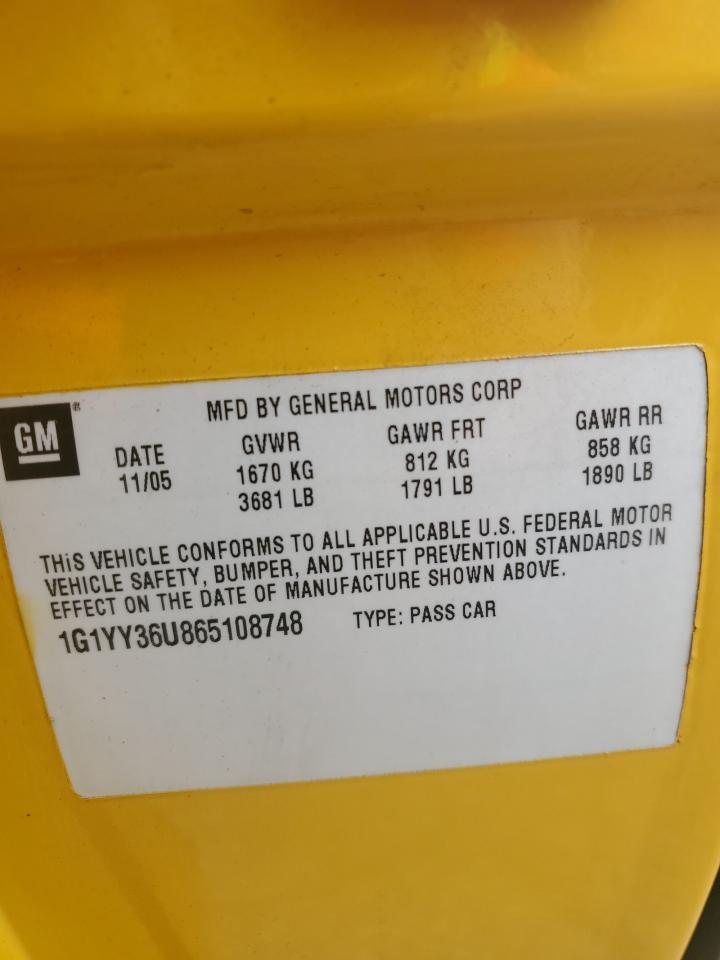 MFD BY GENERAL MOTORS CORP
GM ®
DATE GVWR GAWR FRT GAWR RR
11/05 1670 KG 812 KG 858 KG
3681 LB 1791 LB 1890 LB
THIS VEHICLE CONFORMS TO ALL APPLICABLE U.S. FEDERAL MOTOR
VEHICLE SAFETY, BUMPER, AND THEFT PREVENTION STANDARDS IN
EFFECT ON THE DATE OF MANUFACTURE SHOWN ABOVE.
1G1YY36U865108748 TYPE: PASS CAR